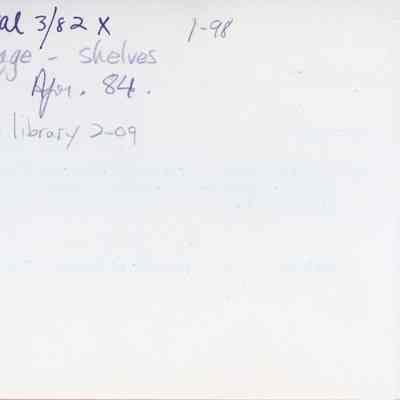 al 3/82 X 1-98
age - shelves
Apr. 84.
library 2-09